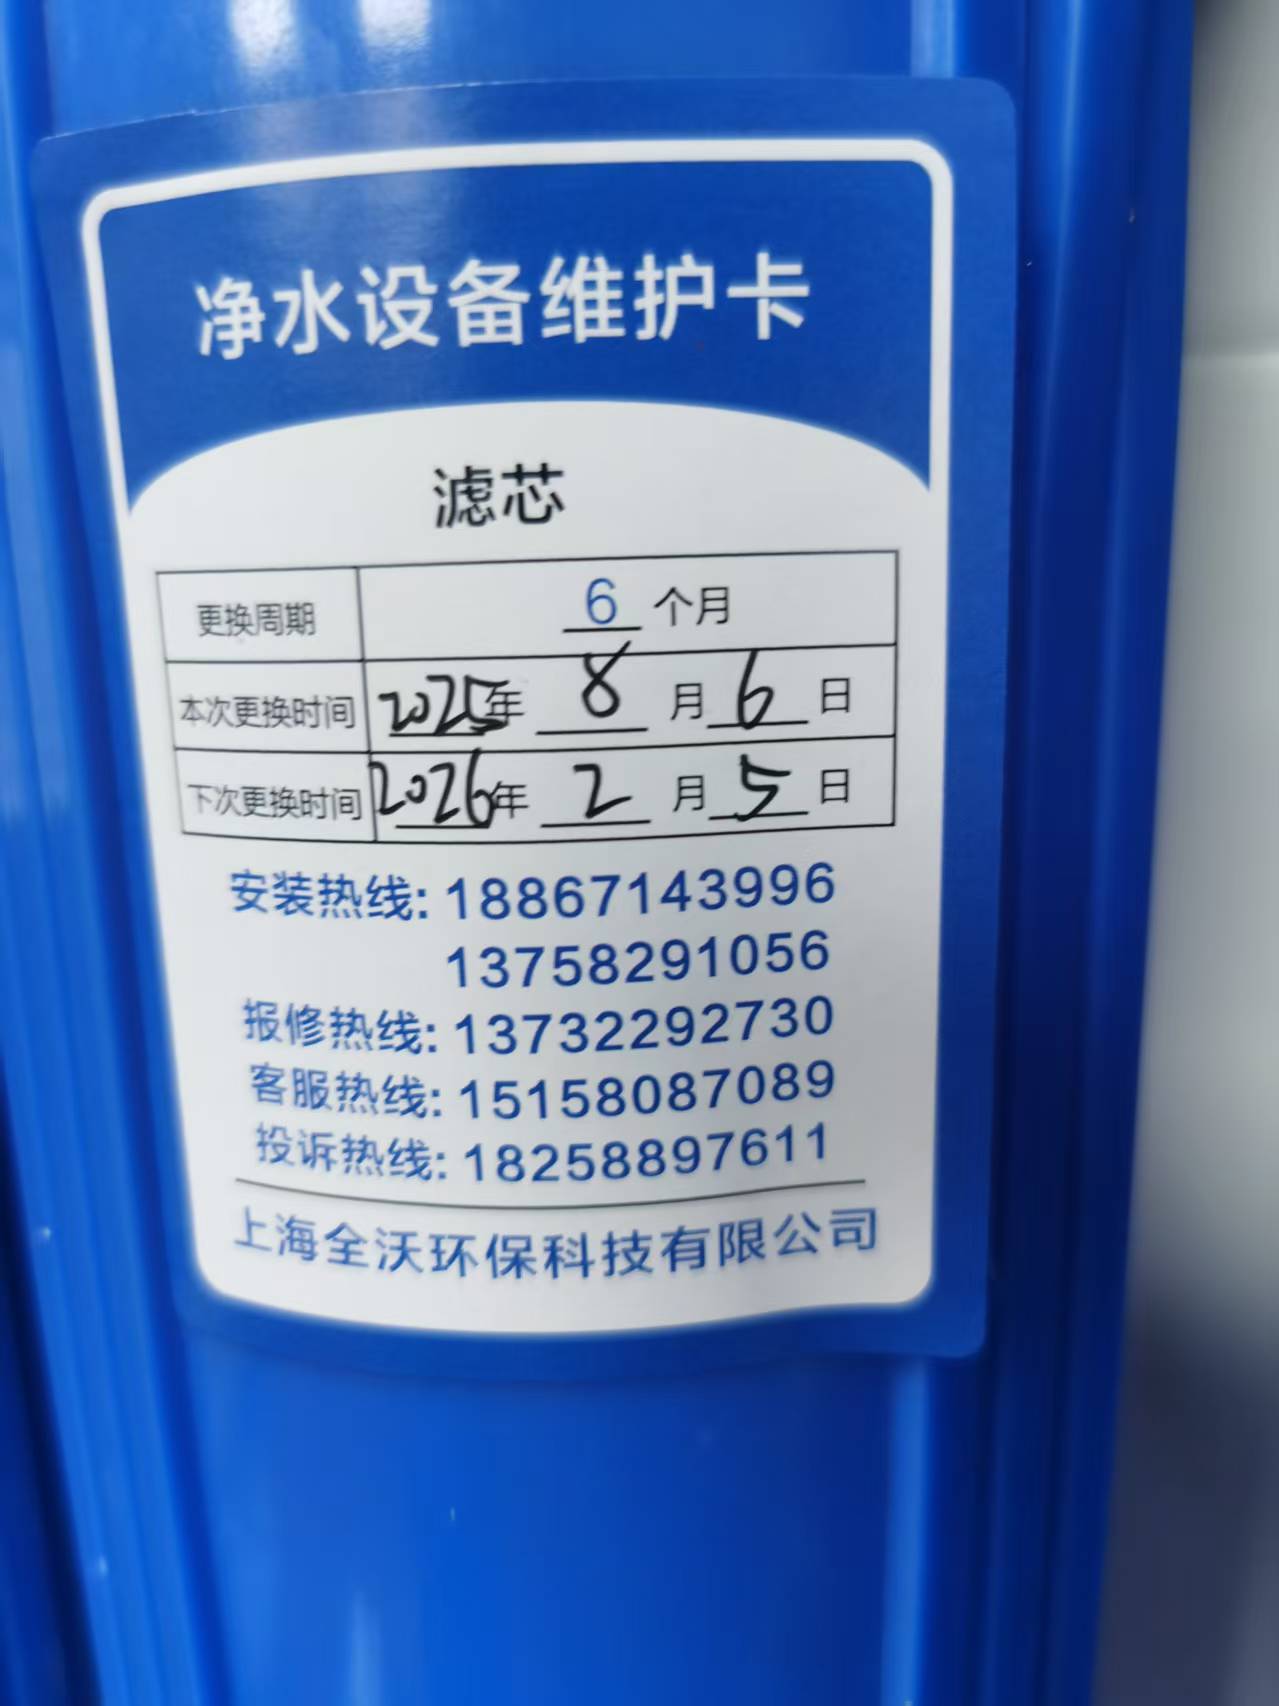 净水设备维护卡
滤芯
更换周期 6 个月
本次更换时间 2025年 8 月 6 日
下次更换时间 2026年 2 月 5 日
安装热线: 18867143996
13758291056
报修热线: 13732292730
客服热线: 15158087089
投诉热线: 18258897611
上海全沃环保科技有限公司